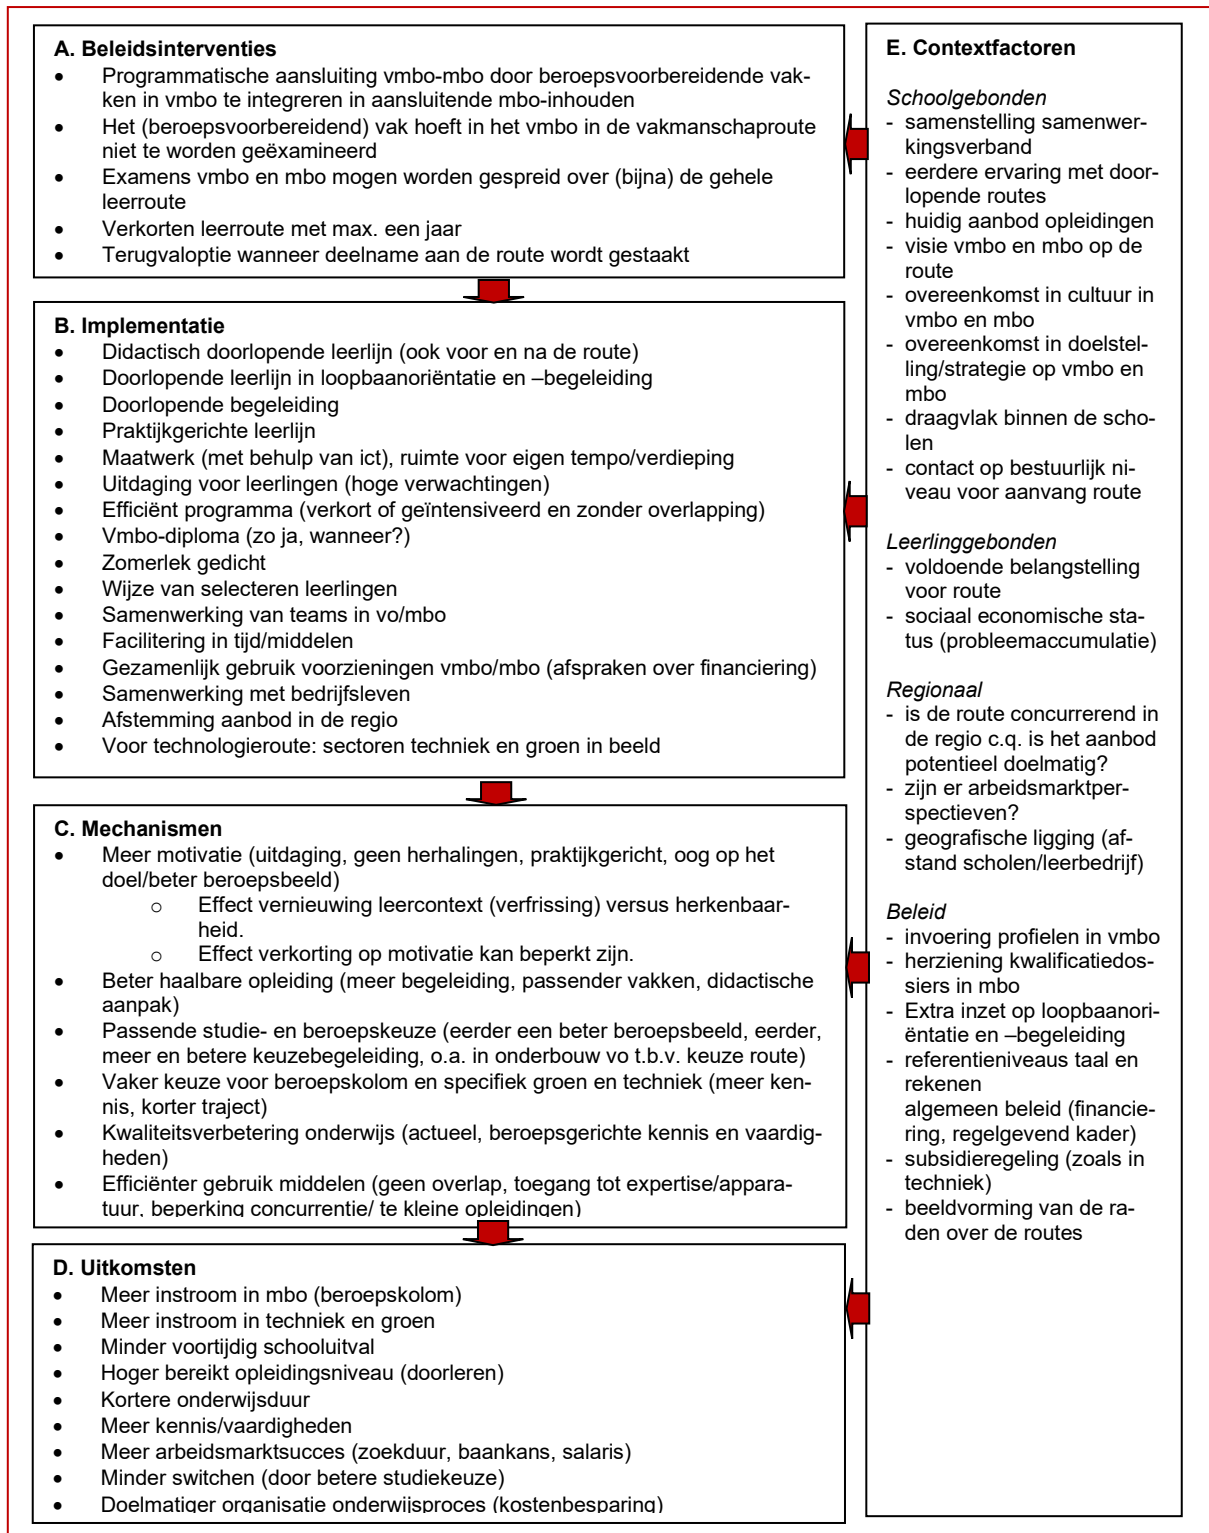 A. Beleidsinterventies
• Programmatische aansluiting vmbo-mbo door beroepsvoorbereidende vak-
ken in vmbo te integreren in aansluitende mbo-inhouden
• Het (beroepsvoorbereidend) vak hoeft in het vmbo in de vakmanschaproute
niet te worden geëxamineerd
• Examens vmbo en mbo mogen worden gespreid over (bijna) de gehele
leerroute
• Verkorten leerroute met max. een jaar
• Terugvaloptie wanneer deelname aan de route wordt gestaakt
B. Implementatie
• Didactisch doorlopende leerlijn (ook voor en na de route)
• Doorlopende leerlijn in loopbaanoriëntatie en –begeleiding
• Doorlopende begeleiding
• Praktijkgerichte leerlijn
• Maatwerk (met behulp van ict), ruimte voor eigen tempo/verdieping
• Uitdaging voor leerlingen (hoge verwachtingen)
• Efficiënt programma (verkort of geïntensiveerd en zonder overlapping)
• Vmbo-diploma (zo ja, wanneer?)
• Zomerlek gedicht
• Wijze van selecteren leerlingen
• Samenwerking van teams in vo/mbo
• Facilitering in tijd/middelen
• Gezamenlijk gebruik voorzieningen vmbo/mbo (afspraken over financiering)
• Samenwerking met bedrijfsleven
• Afstemming aanbod in de regio
• Voor technologieroute: sectoren techniek en groen in beeld
C. Mechanismen
• Meer motivatie (uitdaging, geen herhalingen, praktijkgericht, oog op het
doel/beter beroepsbeeld)
o Effect vernieuwing leercontext (verfrissing) versus herkenbaar-
heid.
o Effect verkorting op motivatie kan beperkt zijn.
• Beter haalbare opleiding (meer begeleiding, passender vakken, didactische
aanpak)
• Passende studie- en beroepskeuze (eerder een beter beroepsbeeld, eerder,
meer en betere keuzebegeleiding, o.a. in onderbouw vo t.b.v. keuze route)
• Vaker keuze voor beroepskolom en specifiek groen en techniek (meer ken-
nis, korter traject)
• Kwaliteitsverbetering onderwijs (actueel, beroepsgerichte kennis en vaardig-
heden)
• Efficiënter gebruik middelen (geen overlap, toegang tot expertise/appara-
tuur, beperking concurrentie/ te kleine opleidingen)
D. Uitkomsten
• Meer instroom in mbo (beroepskolom)
• Meer instroom in techniek en groen
• Minder voortijdig schooluitval
• Hoger bereikt opleidingsniveau (doorleren)
• Kortere onderwijsduur
• Meer kennis/vaardigheden
• Meer arbeidsmarktsucces (zoekduur, baankans, salaris)
• Minder switchen (door betere studiekeuze)
• Doelmatiger organisatie onderwijsproces (kostenbesparing)
E. Contextfactoren
Schoolgebonden
- samenstelling samenwer-
kingsverband
- eerdere ervaring met door-
lopende routes
- huidig aanbod opleidingen
- visie vmbo en mbo op de
route
- overeenkomst in cultuur in
vmbo en mbo
- overeenkomst in doelstel-
ling/strategie op vmbo en
mbo
- draagvlak binnen de scho-
len
- contact op bestuurlijk ni-
veau voor aanvang route
Leerlinggebonden
- voldoende belangstelling
voor route
- sociaal economische sta-
tus (probleemaccumulatie)
Regionaal
- is de route concurrerend in
de regio c.q. is het aanbod
potentieel doelmatig?
- zijn er arbeidsmarktper-
spectieven?
- geografische ligging (af-
stand scholen/leerbedrijf)
Beleid
- invoering profielen in vmbo
- herziening kwalificatiedos-
siers in mbo
- Extra inzet op loopbaanori-
ëntatie en –begeleiding
- referentieniveaus taal en
rekenen
algemeen beleid (financie-
ring, regelgevend kader)
- subsidieregeling (zoals in
techniek)
- beeldvorming van de ra-
den over de routes